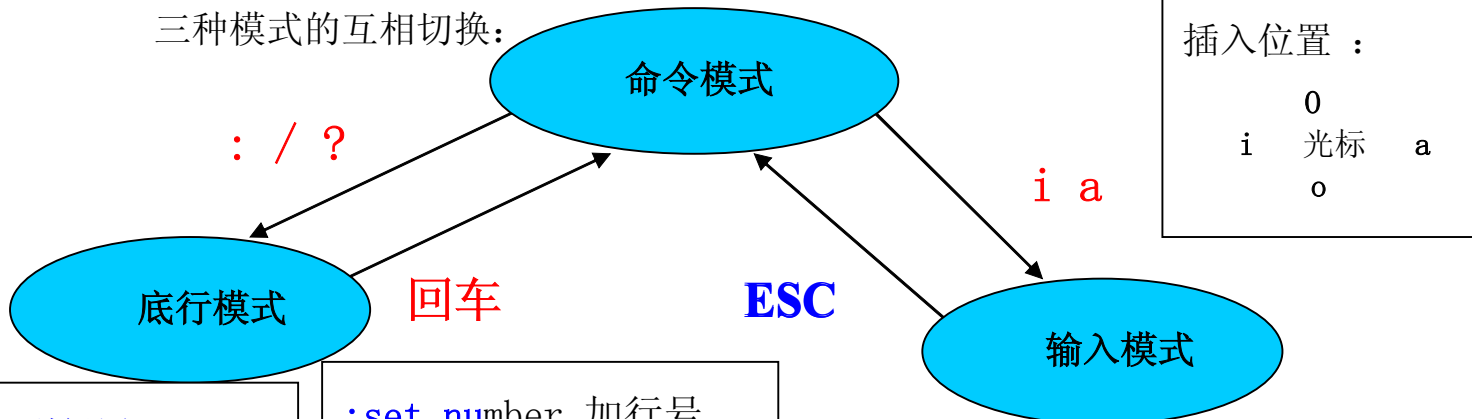 三种模式的互相切换：
命令模式
插入位置 ：
O
i 光标 a
o
: / ?
i a
底行模式
回车
ESC
输入模式
:set number 加行号